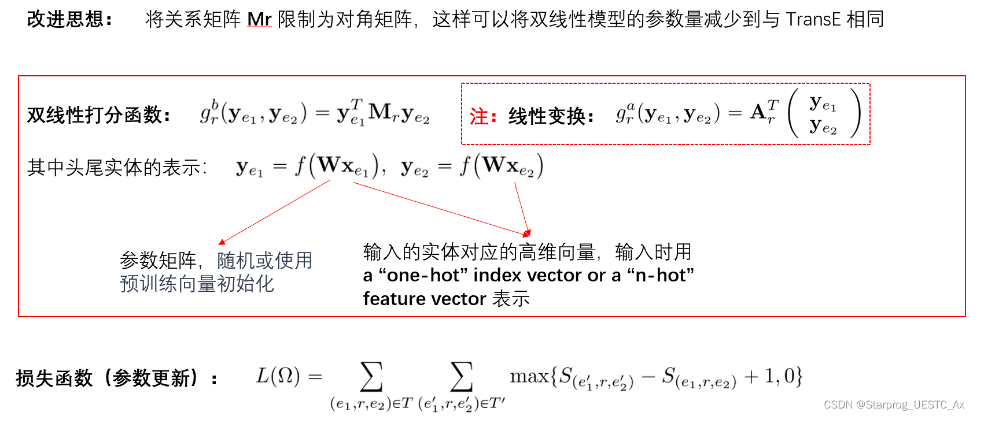 改进思想： 将关系矩阵 Mr 限制为对角矩阵，这样可以将双线性模型的参数量减少到与 TransE 相同
双线性打分函数： $g_r^b(\mathbf{y}_{e_1}, \mathbf{y}_{e_2}) = \mathbf{y}_{e_1}^T \mathbf{M}_r \mathbf{y}_{e_2}$
注：线性变换： $g_r^a(\mathbf{y}_{e_1}, \mathbf{y}_{e_2}) = \mathbf{A}_r^T \begin{pmatrix} \mathbf{y}_{e_1} \\ \mathbf{y}_{e_2} \end{pmatrix}$
其中头尾实体的表示： $\mathbf{y}_{e_1} = f(\mathbf{W}\mathbf{x}_{e_1}), \ \mathbf{y}_{e_2} = f(\mathbf{W}\mathbf{x}_{e_2})$
参数矩阵，随机或使用
预训练向量初始化
输入的实体对应的高维向量，输入时用
a “one-hot” index vector or a “n-hot”
feature vector 表示
损失函数（参数更新）： $L(\Omega) = \sum_{(e_1,r,e_2)\in T} \sum_{(e_1',r,e_2')\in T'} \max\{S_{(e_1',r,e_2')} - S_{(e_1,r,e_2)} + 1, 0\}$
CSDN @Starprog_UESTC_Ax